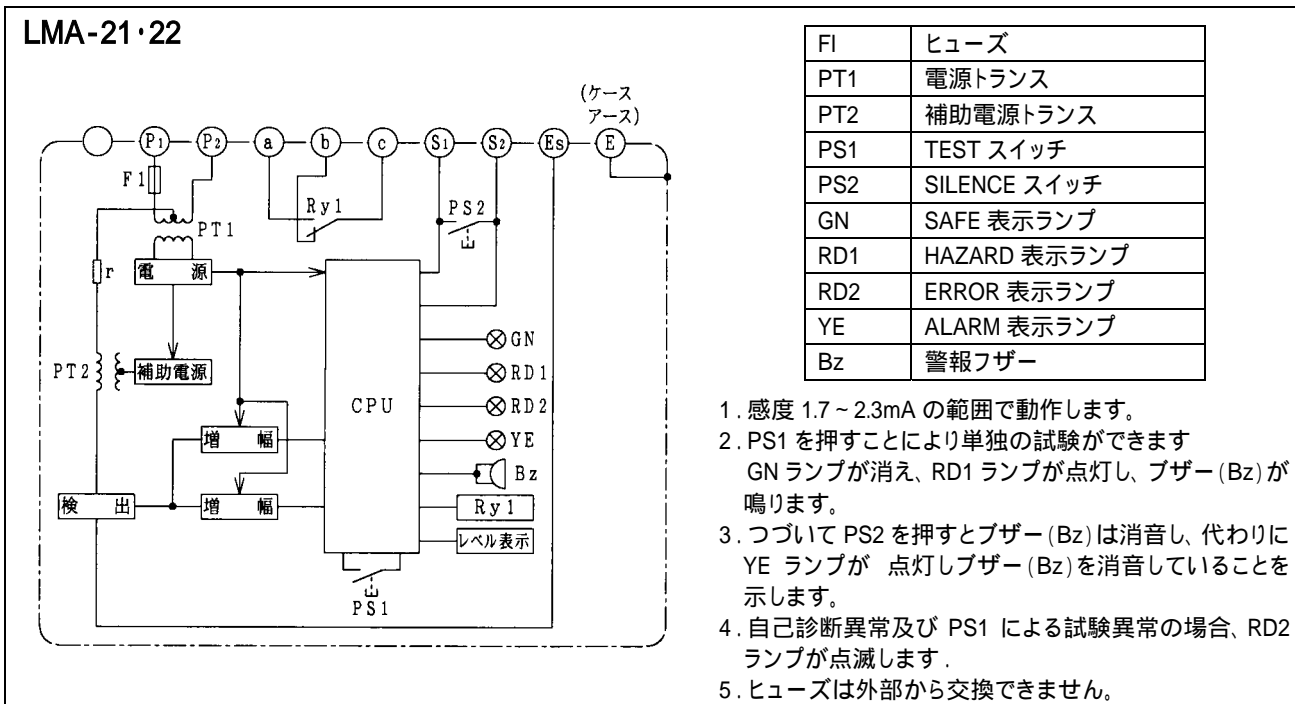 LMA-21・22
(ケース
アース)
P1 P2 a b c S1 S2 Es E
F1
Ry1
PS2
PT1
r
電 源
GN
PT2
補助電源
RD1
CPU
RD2
増 幅
YE
Bz
検 出
増 幅
Ry1
レベル表示
PS1
FI ヒューズ
PT1 電源トランス
PT2 補助電源トランス
PS1 TEST スイッチ
PS2 SILENCE スイッチ
GN SAFE 表示ランプ
RD1 HAZARD 表示ランプ
RD2 ERROR 表示ランプ
YE ALARM 表示ランプ
Bz 警報フザー
1.感度 1.7~2.3mA の範囲で動作します。
2.PS1 を押すことにより単独の試験ができます
GN ランプが消え、RD1 ランプが点灯し、ブザー(Bz)が
鳴ります。
3.つづいて PS2 を押すとブザー(Bz)は消音し、代わりに
YE ランプが 点灯しブザー(Bz)を消音していることを
示します。
4.自己診断異常及び PS1 による試験異常の場合、RD2
ランプが点滅します.
5.ヒューズは外部から交換できません。